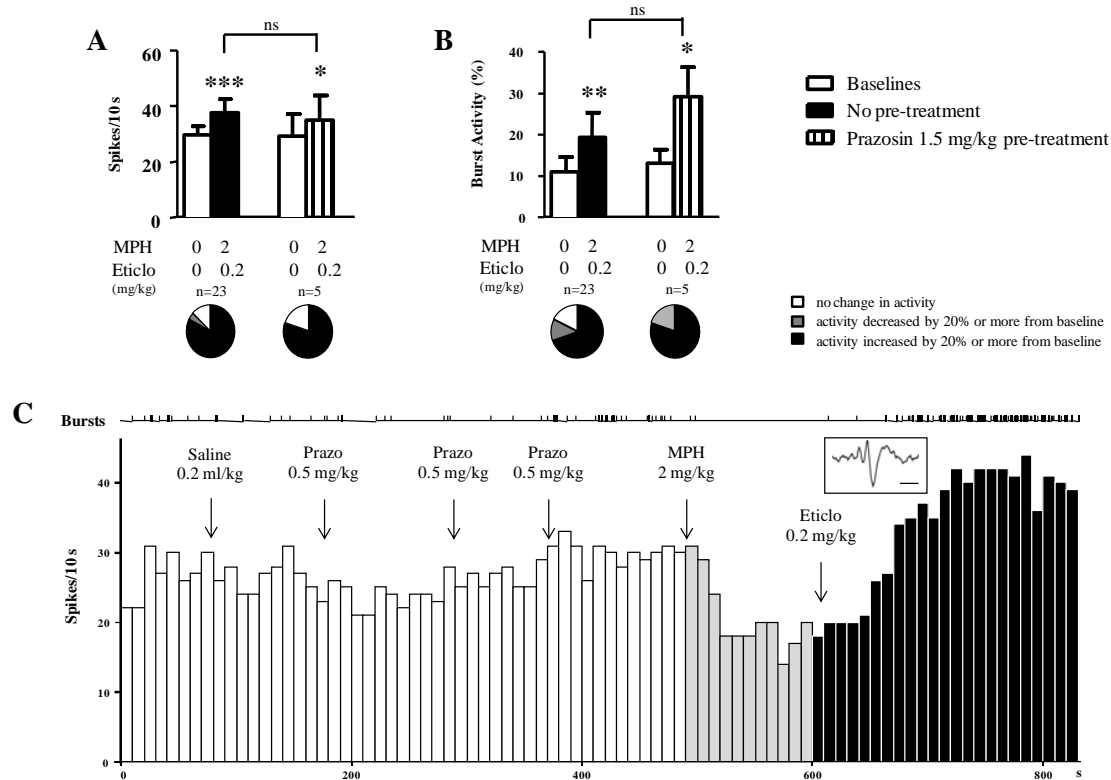 ns
A
60
40
20
0
Spikes/10 s
***
*
MPH 0 2 0 2
Eticlo 0 0.2 0 0.2
(mg/kg)
n=23 n=5
ns
B
40
30
20
10
0
Burst Activity (%)
**
*
0 2 0 2
0 0.2 0 0.2
n=23 n=5
Baselines
No pre-treatment
Prazosin 1.5 mg/kg pre-treatment
no change in activity
activity decreased by 20% or more from baseline
activity increased by 20% or more from baseline
C
Bursts
Saline
0.2 ml/kg
Prazo
0.5 mg/kg
Prazo
0.5 mg/kg
Prazo
0.5 mg/kg
MPH
2 mg/kg
Eticlo
0.2 mg/kg
Spikes/10 s
40
30
20
10
0
0 200 400 600 800 s